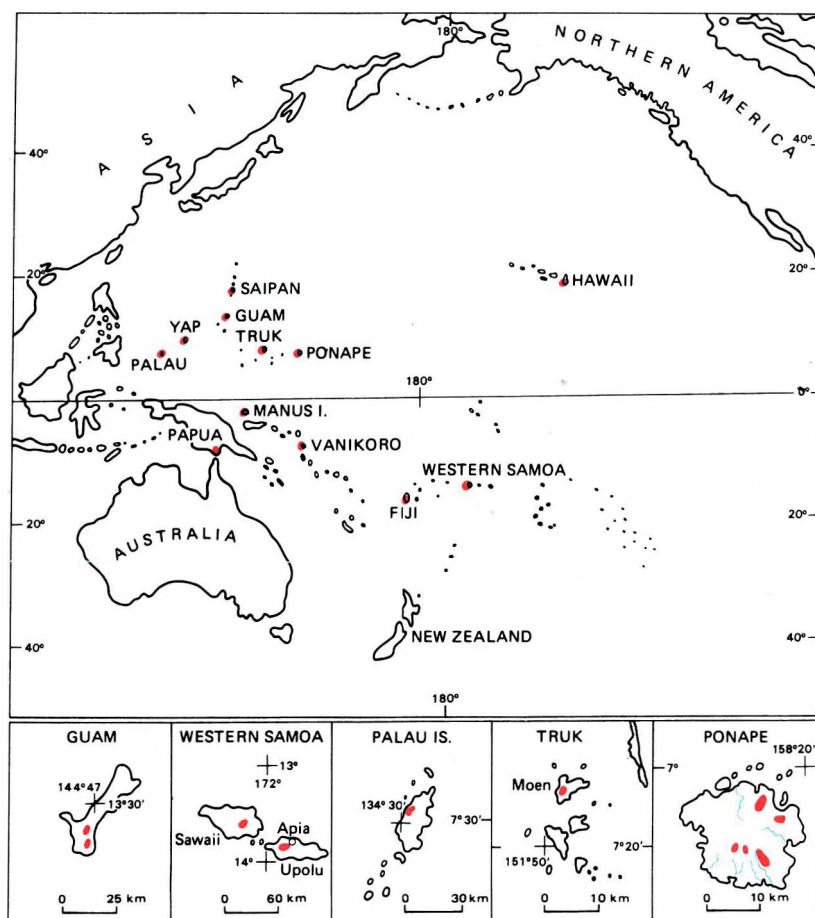 180°
NORTHERN AMERICA
ASIA
40°
40°
20°
20°
SAIPAN
HAWAII
GUAM
YAP
TRUK
PALAU
PONAPE
180°
0°
MANUS I.
PAPUA
VANIKORO
WESTERN SAMOA
FIJI
20°
20°
AUSTRALIA
NEW ZEALAND
40°
40°
180°
GUAM
144°47
13°30'
0 25 km
WESTERN SAMOA
13°
172°
Sawaii
Apia
14°
Upolu
0 60 km
PALAU IS.
134°30'
7°30'
0 30 km
TRUK
7°
Moen
7°20'
151°50'
0 10 km
PONAPE
158°20'
0 10 km